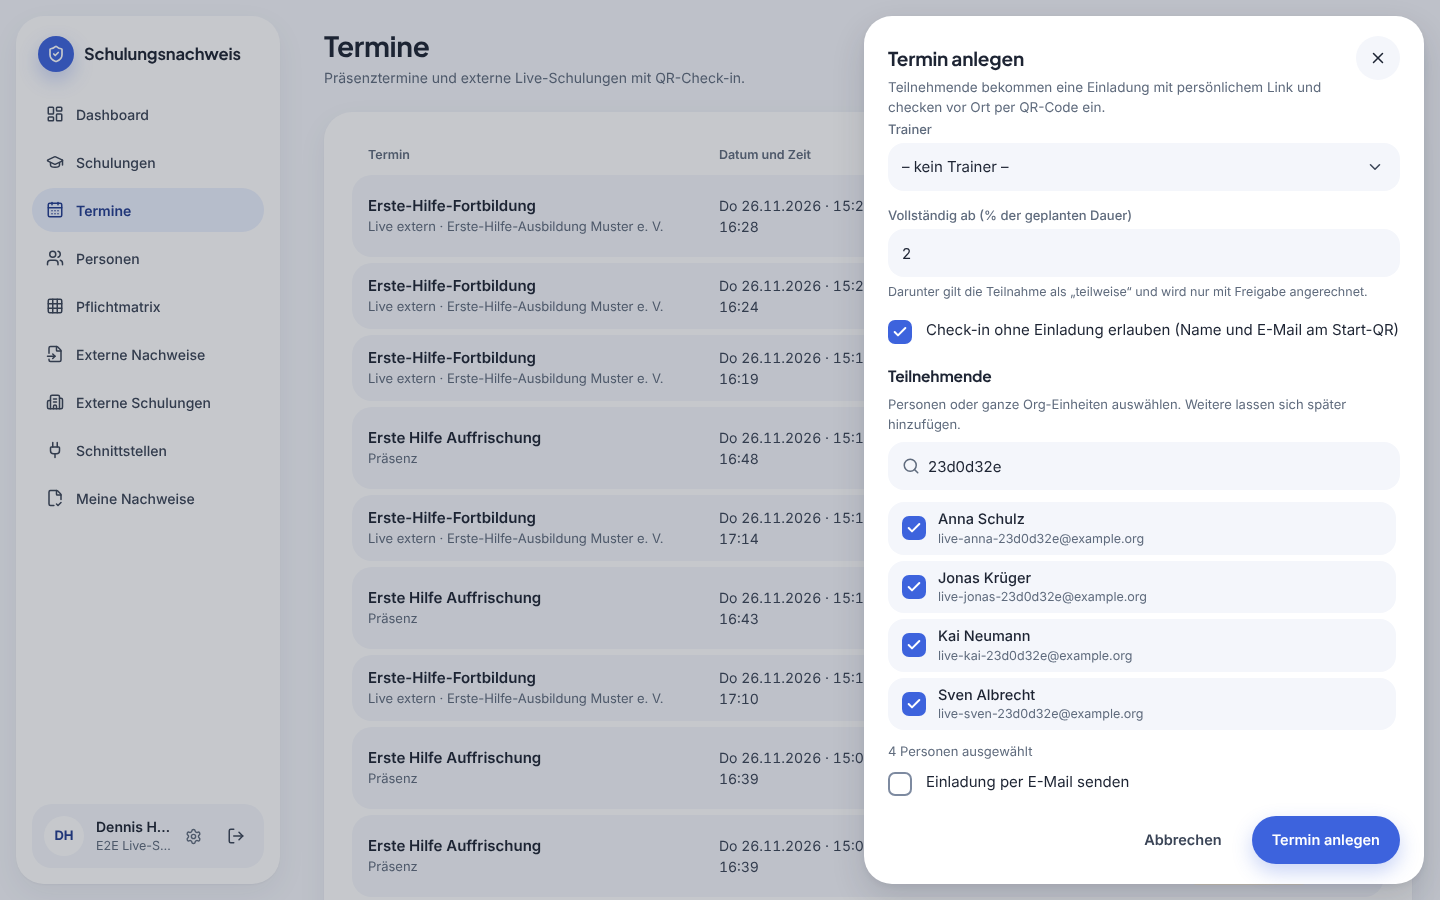 Schulungsnachweis
Dashboard
Schulungen
Termine
Personen
Pflichtmatrix
Externe Nachweise
Externe Schulungen
Schnittstellen
Meine Nachweise
DH
Dennis H...
E2E Live-S...
Termine
Präsenztermine und externe Live-Schulungen mit QR-Check-in.
Termin
Datum und Zeit
Erste-Hilfe-Fortbildung
Live extern · Erste-Hilfe-Ausbildung Muster e. V.
Do 26.11.2026 · 15:2
16:28
Erste-Hilfe-Fortbildung
Live extern · Erste-Hilfe-Ausbildung Muster e. V.
Do 26.11.2026 · 15:2
16:24
Erste-Hilfe-Fortbildung
Live extern · Erste-Hilfe-Ausbildung Muster e. V.
Do 26.11.2026 · 15:1
16:19
Erste Hilfe Auffrischung
Präsenz
Do 26.11.2026 · 15:1
16:48
Erste-Hilfe-Fortbildung
Live extern · Erste-Hilfe-Ausbildung Muster e. V.
Do 26.11.2026 · 15:1
17:14
Erste Hilfe Auffrischung
Präsenz
Do 26.11.2026 · 15:1
16:43
Erste-Hilfe-Fortbildung
Live extern · Erste-Hilfe-Ausbildung Muster e. V.
Do 26.11.2026 · 15:1
17:10
Erste Hilfe Auffrischung
Präsenz
Do 26.11.2026 · 15:0
16:39
Erste Hilfe Auffrischung
Präsenz
Do 26.11.2026 · 15:0
16:39
Termin anlegen
Teilnehmende bekommen eine Einladung mit persönlichem Link und
checken vor Ort per QR-Code ein.
Trainer
– kein Trainer –
Vollständig ab (% der geplanten Dauer)
2
Darunter gilt die Teilnahme als „teilweise“ und wird nur mit Freigabe angerechnet.
Check-in ohne Einladung erlauben (Name und E-Mail am Start-QR)
Teilnehmende
Personen oder ganze Org-Einheiten auswählen. Weitere lassen sich später
hinzufügen.
23d0d32e
Anna Schulz
live-anna-23d0d32e@example.org
Jonas Krüger
live-jonas-23d0d32e@example.org
Kai Neumann
live-kai-23d0d32e@example.org
Sven Albrecht
live-sven-23d0d32e@example.org
4 Personen ausgewählt
Einladung per E-Mail senden
Abbrechen
Termin anlegen